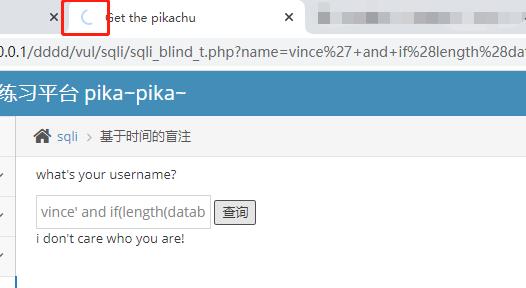 Get the pikachu
0.0.1/dddd/vul/sqli/sqli_blind_t.php?name=vince%27+and+if%28length%28dat
练习平台 pika~pika~
sqli > 基于时间的盲注
what's your username?
vince' and if(length(datab 查询
i don't care who you are!